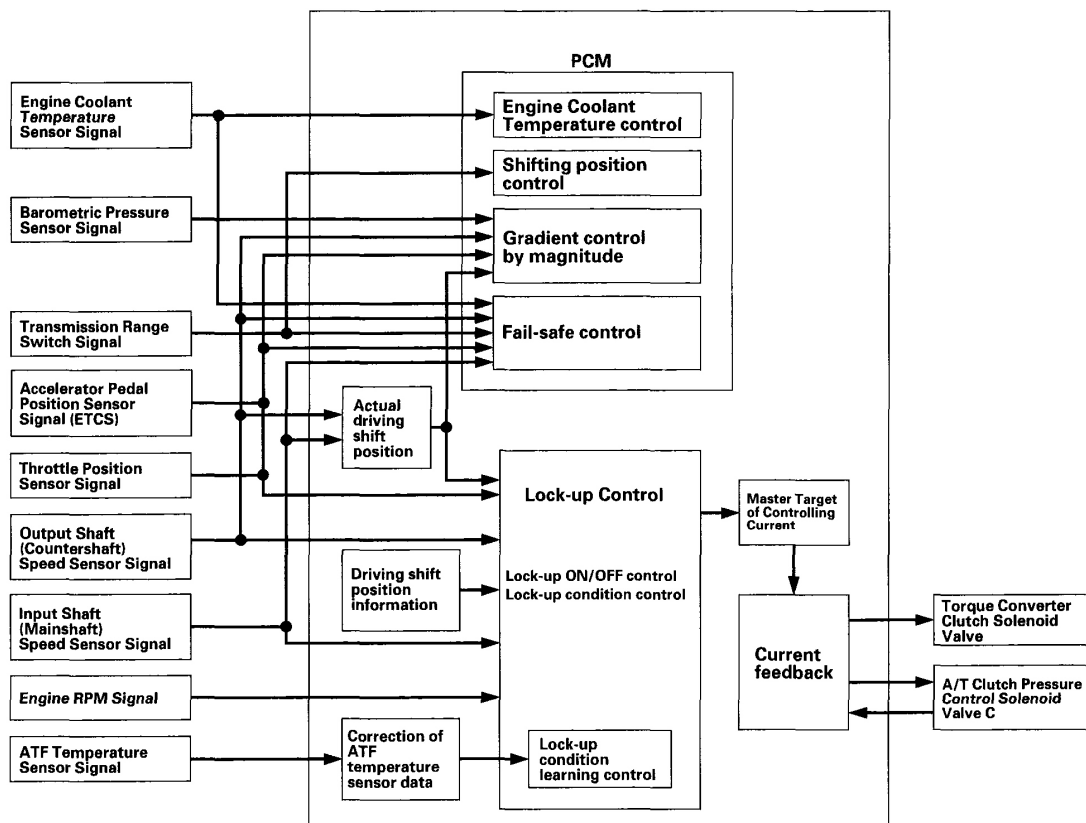 PCM
Engine Coolant
Temperature
Sensor Signal
Engine Coolant
Temperature control
Shifting position
control
Barometric Pressure
Sensor Signal
Gradient control
by magnitude
Transmission Range
Switch Signal
Fail-safe control
Accelerator Pedal
Position Sensor
Signal (ETCS)
Actual
driving
shift
position
Throttle Position
Sensor Signal
Lock-up Control
Master Target
of Controlling
Current
Output Shaft
(Countershaft)
Speed Sensor Signal
Driving shift
position
information
Lock-up ON/OFF control
Lock-up condition control
Input Shaft
(Mainshaft)
Speed Sensor Signal
Current
feedback
Torque Converter
Clutch Solenoid
Valve
Engine RPM Signal
A/T Clutch Pressure
Control Solenoid
Valve C
ATF Temperature
Sensor Signal
Correction of
ATF
temperature
sensor data
Lock-up
condition
learning control